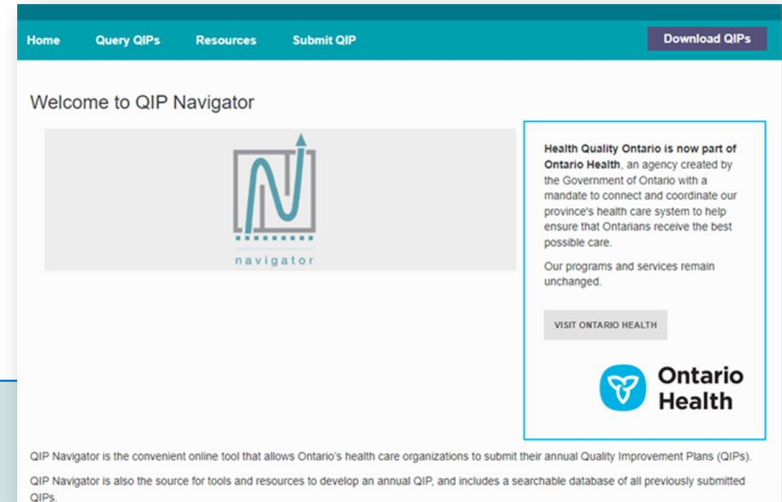 Home Query QIPs Resources Submit QIP Download QIPs
Welcome to QIP Navigator
navigator
Health Quality Ontario is now part of
Ontario Health, an agency created by
the Government of Ontario with a
mandate to connect and coordinate our
province's health care system to help
ensure that Ontarians receive the best
possible care.
Our programs and services remain
unchanged.
VISIT ONTARIO HEALTH
Ontario
Health
QIP Navigator is the convenient online tool that allows Ontario's health care organizations to submit their annual Quality Improvement Plans (QIPs).
QIP Navigator is also the source for tools and resources to develop an annual QIP, and includes a searchable database of all previously submitted
QIPs.